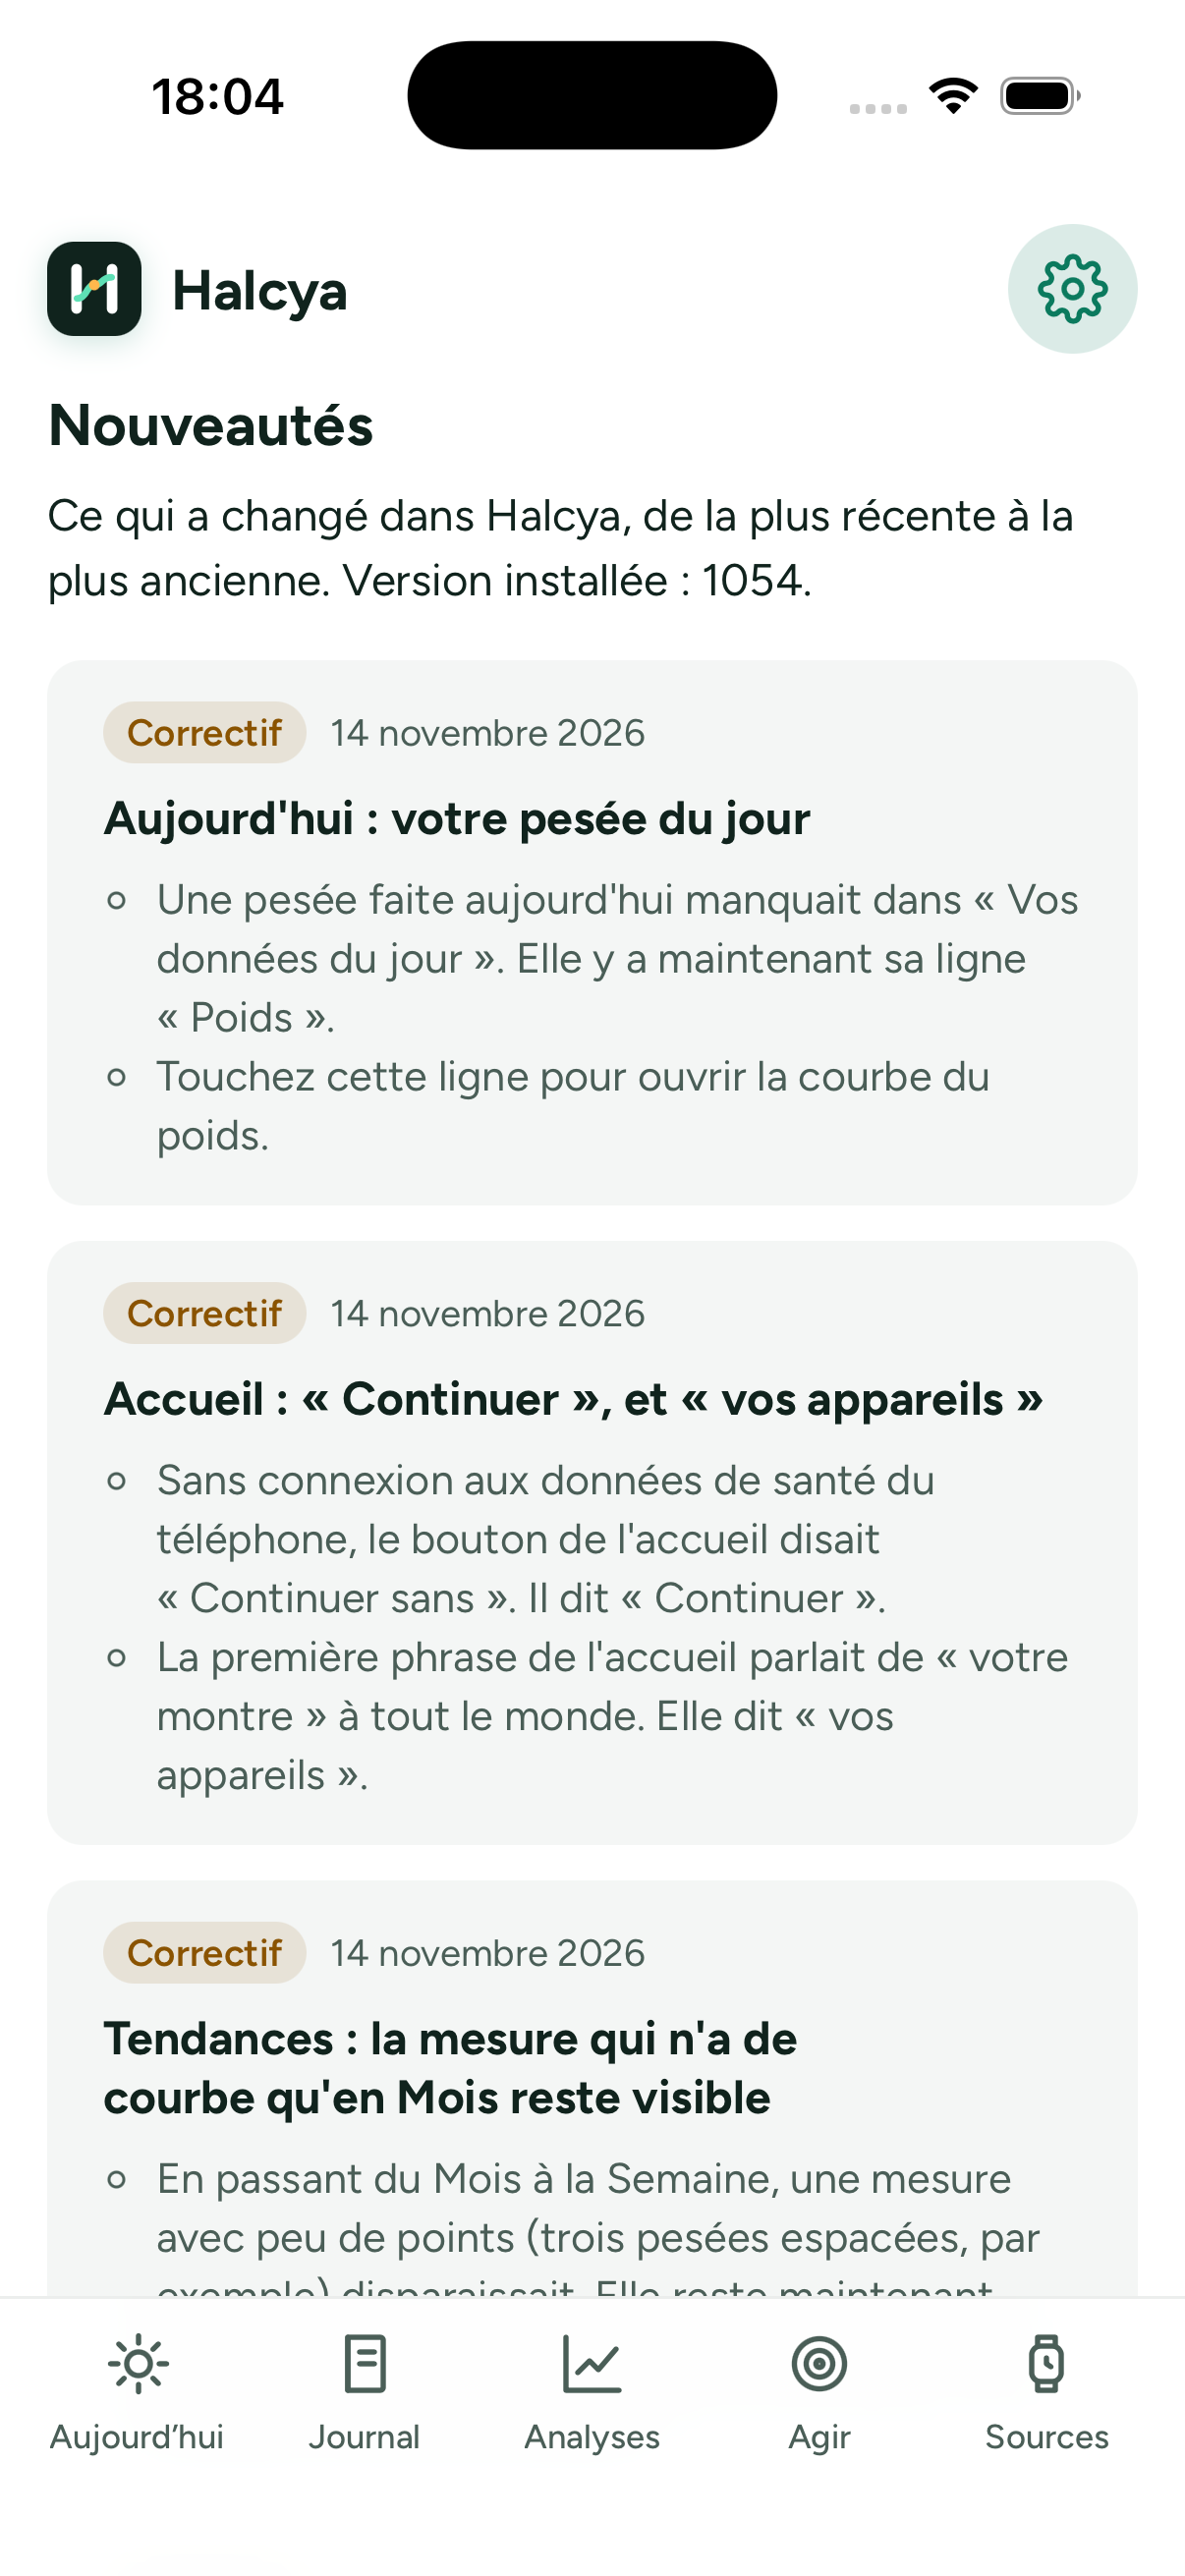 18:04
Halcya
Nouveautés
Ce qui a changé dans Halcya, de la plus récente à la
plus ancienne. Version installée : 1054.
Correctif 14 novembre 2026
Aujourd'hui : votre pesée du jour
Une pesée faite aujourd'hui manquait dans « Vos
données du jour ». Elle y a maintenant sa ligne
« Poids ».
Touchez cette ligne pour ouvrir la courbe du
poids.
Correctif 14 novembre 2026
Accueil : « Continuer », et « vos appareils »
Sans connexion aux données de santé du
téléphone, le bouton de l'accueil disait
« Continuer sans ». Il dit « Continuer ».
La première phrase de l'accueil parlait de « votre
montre » à tout le monde. Elle dit « vos
appareils ».
Correctif 14 novembre 2026
Tendances : la mesure qui n'a de
courbe qu'en Mois reste visible
En passant du Mois à la Semaine, une mesure
avec peu de points (trois pesées espacées, par
exemple) disparaissait. Elle reste maintenant
Aujourd’hui Journal Analyses Agir Sources